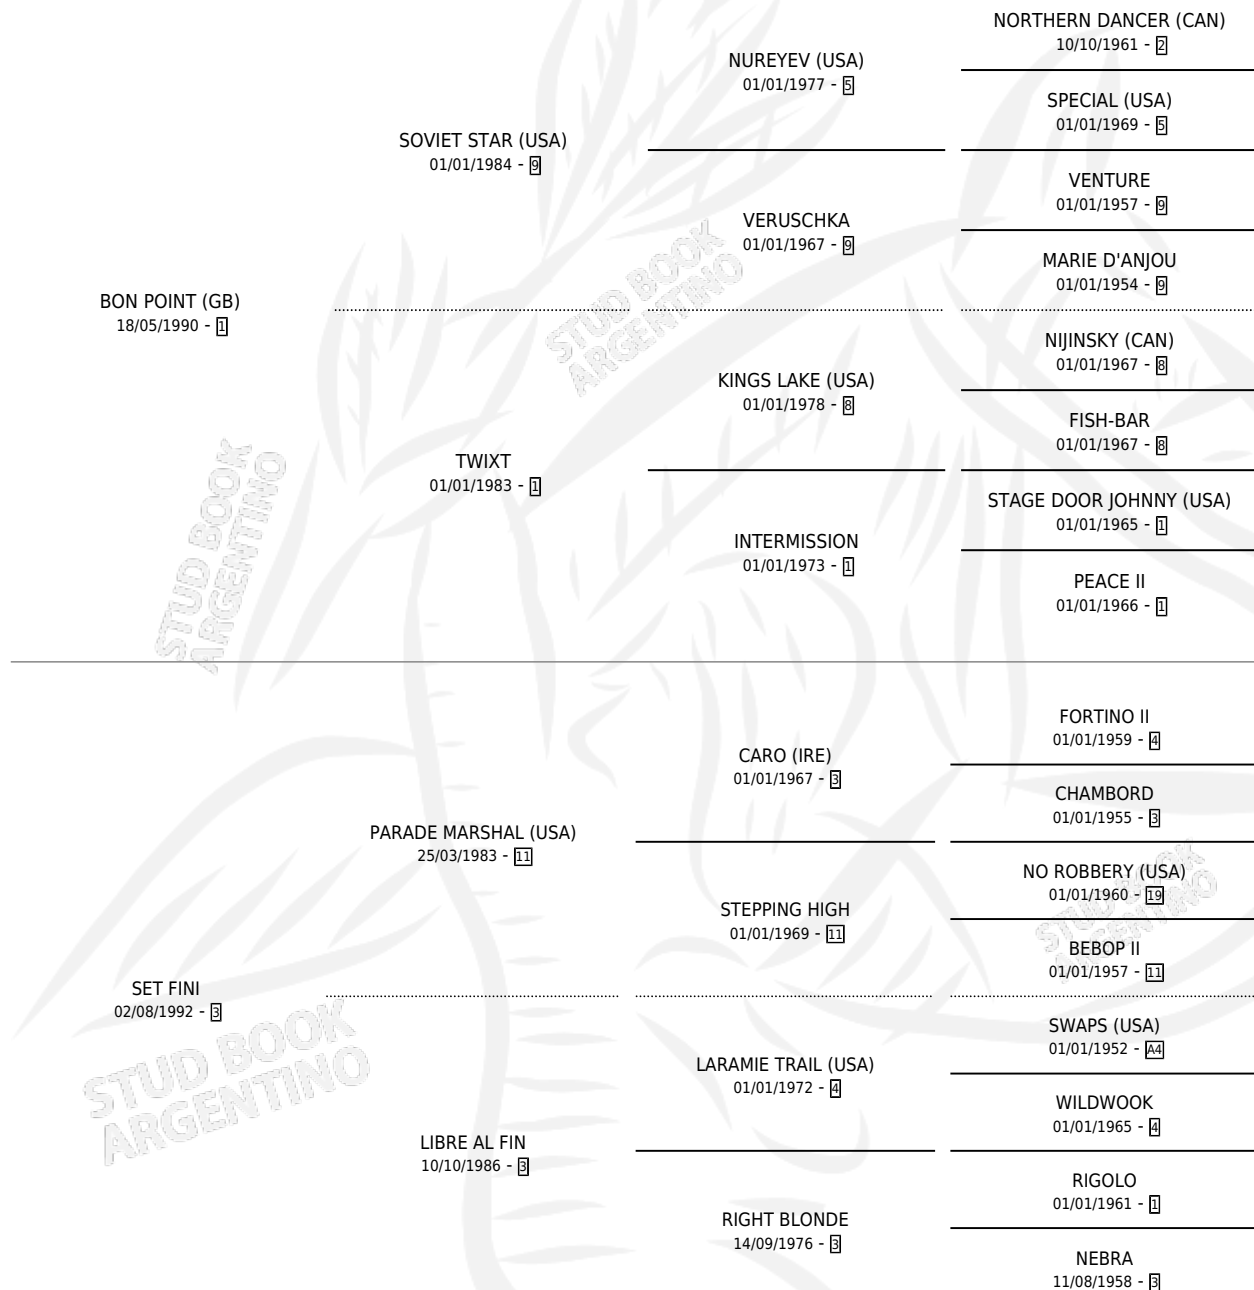 NORTHERN DANCER (CAN)
10/10/1961 - 2
NUREYEV (USA)
01/01/1977 - 5
SPECIAL (USA)
01/01/1969 - 5
SOVIET STAR (USA)
01/01/1984 - 9
VENTURE
01/01/1957 - 9
VERUSCHKA
01/01/1967 - 9
MARIE D'ANJOU
01/01/1954 - 9
BON POINT (GB)
18/05/1990 - 1
NIJINSKY (CAN)
01/01/1967 - 8
KINGS LAKE (USA)
01/01/1978 - 8
FISH-BAR
01/01/1967 - 8
TWIXT
01/01/1983 - 1
STAGE DOOR JOHNNY (USA)
01/01/1965 - 1
INTERMISSION
01/01/1973 - 1
PEACE II
01/01/1966 - 1
FORTINO II
01/01/1959 - 4
CARO (IRE)
01/01/1967 - 3
CHAMBORD
01/01/1955 - 3
PARADE MARSHAL (USA)
25/03/1983 - 11
NO ROBBERY (USA)
01/01/1960 - 19
STEPPING HIGH
01/01/1969 - 11
BEBOP II
01/01/1957 - 11
SET FINI
02/08/1992 - 3
SWAPS (USA)
01/01/1952 - A4
LARAMIE TRAIL (USA)
01/01/1972 - 4
WILDWOOK
01/01/1965 - 4
LIBRE AL FIN
10/10/1986 - 3
RIGOLO
01/01/1961 - 1
RIGHT BLONDE
14/09/1976 - 3
NEBRA
11/08/1958 - 3
STUD BOOK
ARGENTINO
STUD BOOK
ARGENTINO
STUD BOOK
ARGENTINO
STUD BOOK
ARGENTINO